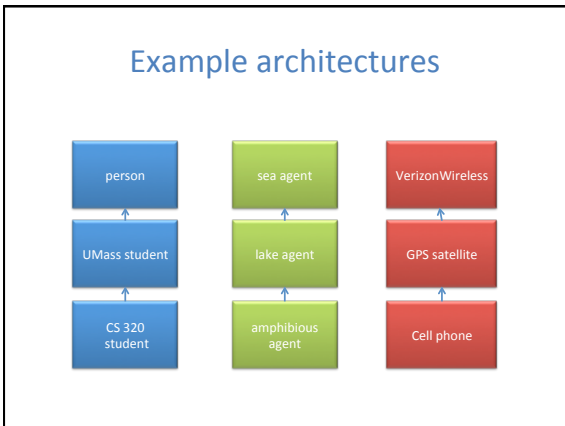 Example architectures
person
sea agent
VerizonWireless
UMass student
lake agent
GPS satellite
CS 320
student
amphibious
agent
Cell phone